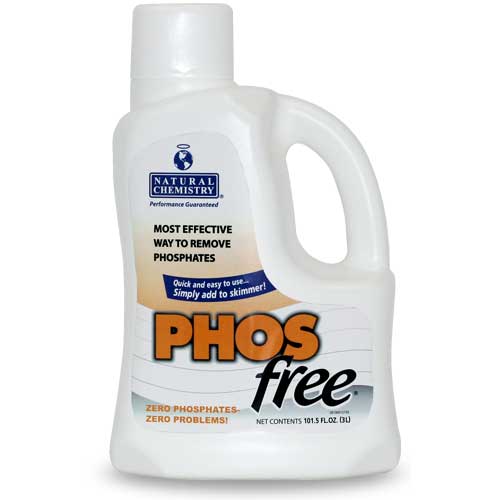 NATURAL
CHEMISTRY®
Performance Guaranteed
MOST EFFECTIVE
WAY TO REMOVE
PHOSPHATES
Quick and easy to use...
Simply add to skimmer!
PHOS
free®
ZERO PHOSPHATES-
ZERO PROBLEMS!
NET CONTENTS 101.5 FL.OZ. (3L)